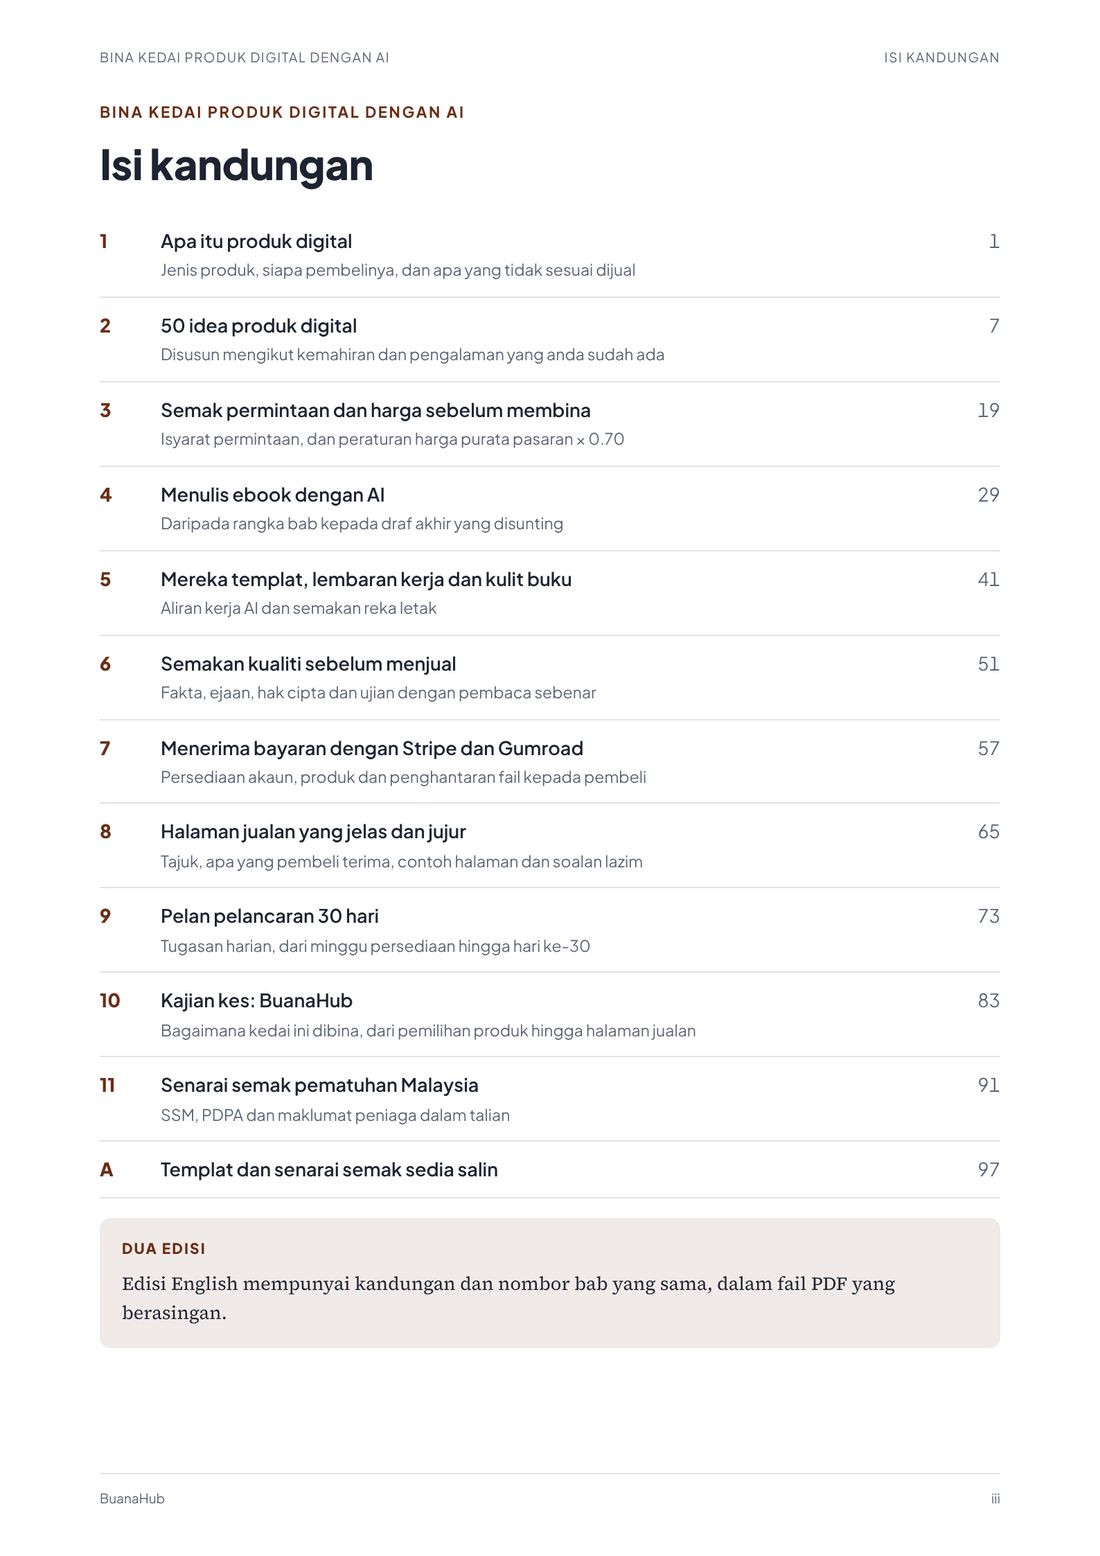 BINA KEDAI PRODUK DIGITAL DENGAN AI
ISI KANDUNGAN
BINA KEDAI PRODUK DIGITAL DENGAN AI
Isi kandungan
1 Apa itu produk digital 1
Jenis produk, siapa pembelinya, dan apa yang tidak sesuai dijual
2 50 idea produk digital 7
Disusun mengikut kemahiran dan pengalaman yang anda sudah ada
3 Semak permintaan dan harga sebelum membina 19
Isyarat permintaan, dan peraturan harga purata pasaran × 0.70
4 Menulis ebook dengan AI 29
Daripada rangka bab kepada draf akhir yang disunting
5 Mereka templat, lembaran kerja dan kulit buku 41
Aliran kerja AI dan semakan reka letak
6 Semakan kualiti sebelum menjual 51
Fakta, ejaan, hak cipta dan ujian dengan pembaca sebenar
7 Menerima bayaran dengan Stripe dan Gumroad 57
Persediaan akaun, produk dan penghantaran fail kepada pembeli
8 Halaman jualan yang jelas dan jujur 65
Tajuk, apa yang pembeli terima, contoh halaman dan soalan lazim
9 Pelan pelancaran 30 hari 73
Tugasan harian, dari minggu persediaan hingga hari ke-30
10 Kajian kes: BuanaHub 83
Bagaimana kedai ini dibina, dari pemilihan produk hingga halaman jualan
11 Senarai semak pematuhan Malaysia 91
SSM, PDPA dan maklumat peniaga dalam talian
A Templat dan senarai semak sedia salin 97
DUA EDISI
Edisi English mempunyai kandungan dan nombor bab yang sama, dalam fail PDF yang
berasingan.
BuanaHub
iii